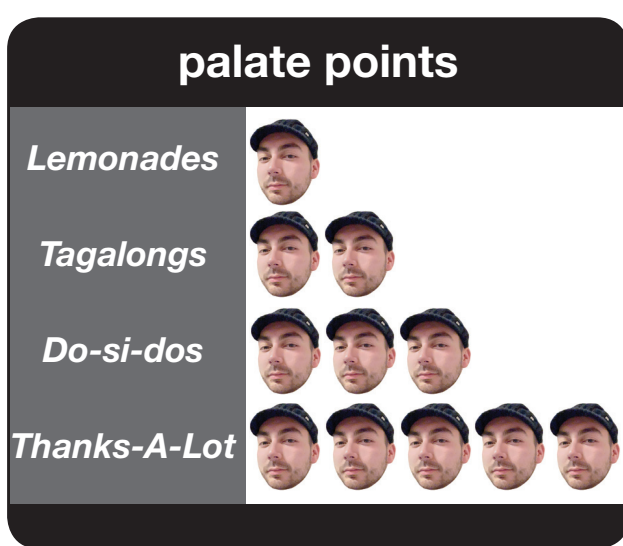 palate points
Lemonades
Tagalongs
Do-si-dos
Thanks-A-Lot